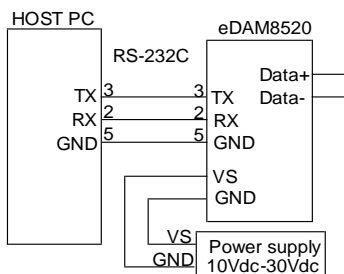 HOST PC
eDAM8520
RS-232C
Data+
TX 3 3 TX
Data-
RX 2 2 RX
GND 5 5 GND
VS
GND
VS
GND
Power supply
10Vdc-30Vdc